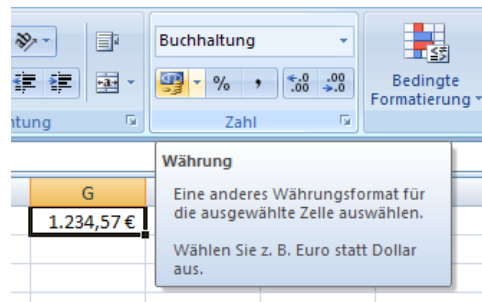 Buchhaltung
% , ,0 ,00 ,00 ,0
Bedingte
Formatierung
htung
Zahl
Währung
G
Eine anderes Währungsformat für
die ausgewählte Zelle auswählen.
1.234,57 €
Wählen Sie z. B. Euro statt Dollar
aus.